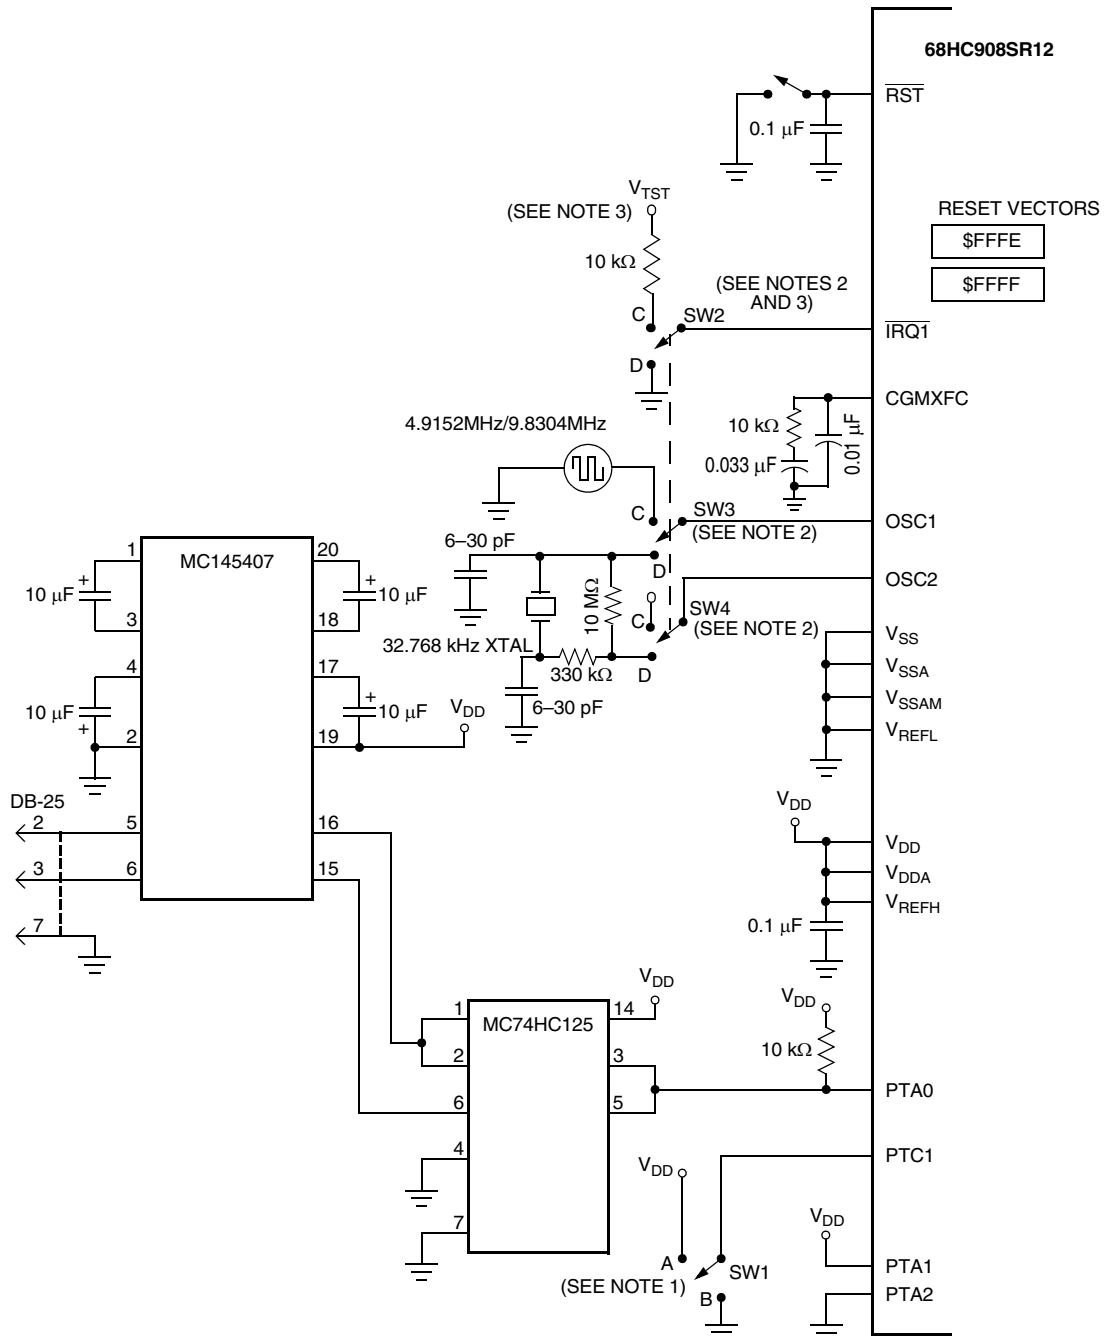 68HC908SR12
RST
0.1 µF
VTST
(SEE NOTE 3)
RESET VECTORS
$FFFE
$FFFF
10 kΩ
(SEE NOTES 2
AND 3)
C
SW2
IRQ1
D
CGMXFC
10 kΩ
0.01 µF
0.033 µF
4.9152MHz/9.8304MHz
C
SW3
OSC1
(SEE NOTE 2)
6–30 pF
D
OSC2
10 MΩ
C
SW4
(SEE NOTE 2)
32.768 kHz XTAL
330 kΩ
D
6–30 pF
VSS
VSSA
VSSAM
VREFL
MC145407
1
20
10 µF
+
+
10 µF
3
18
4
17
10 µF
+
+
10 µF
VDD
2
19
DB-25
2
5
16
3
6
15
7
VDD
VDD
VDDA
VREFH
0.1 µF
MC74HC125
1
14
VDD
2
3
6
5
4
7
VDD
10 kΩ
PTA0
PTC1
VDD
A
SW1
(SEE NOTE 1)
B
VDD
PTA1
PTA2